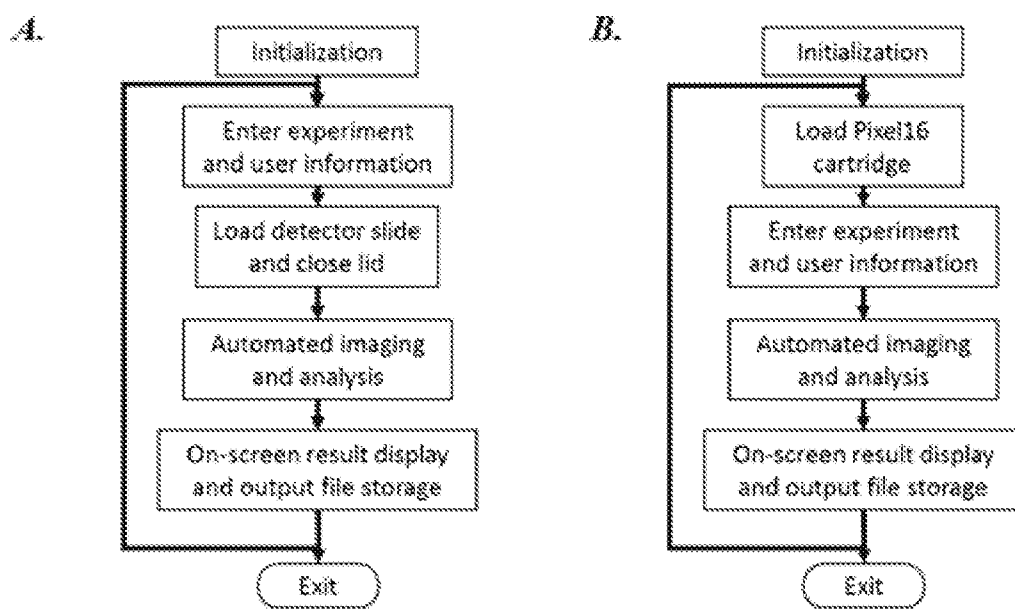 A.
Initialization
Enter experiment
and user information
Load detector slide
and close lid
Automated imaging
and analysis
On-screen result display
and output file storage
Exit
B.
Initialization
Load Pixel16
cartridge
Enter experiment
and user information
Automated imaging
and analysis
On-screen result display
and output file storage
Exit